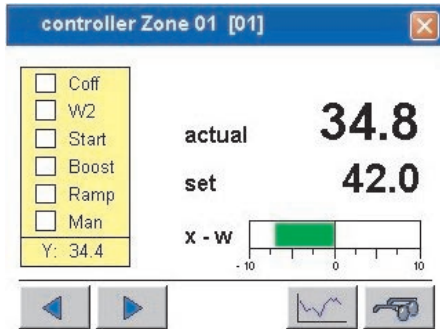 controller Zone 01 [01]
Coff
W2
Start
Boost
Ramp
Man
Y: 34.4
actual 34.8
set 42.0
x - w
- 10 0 10